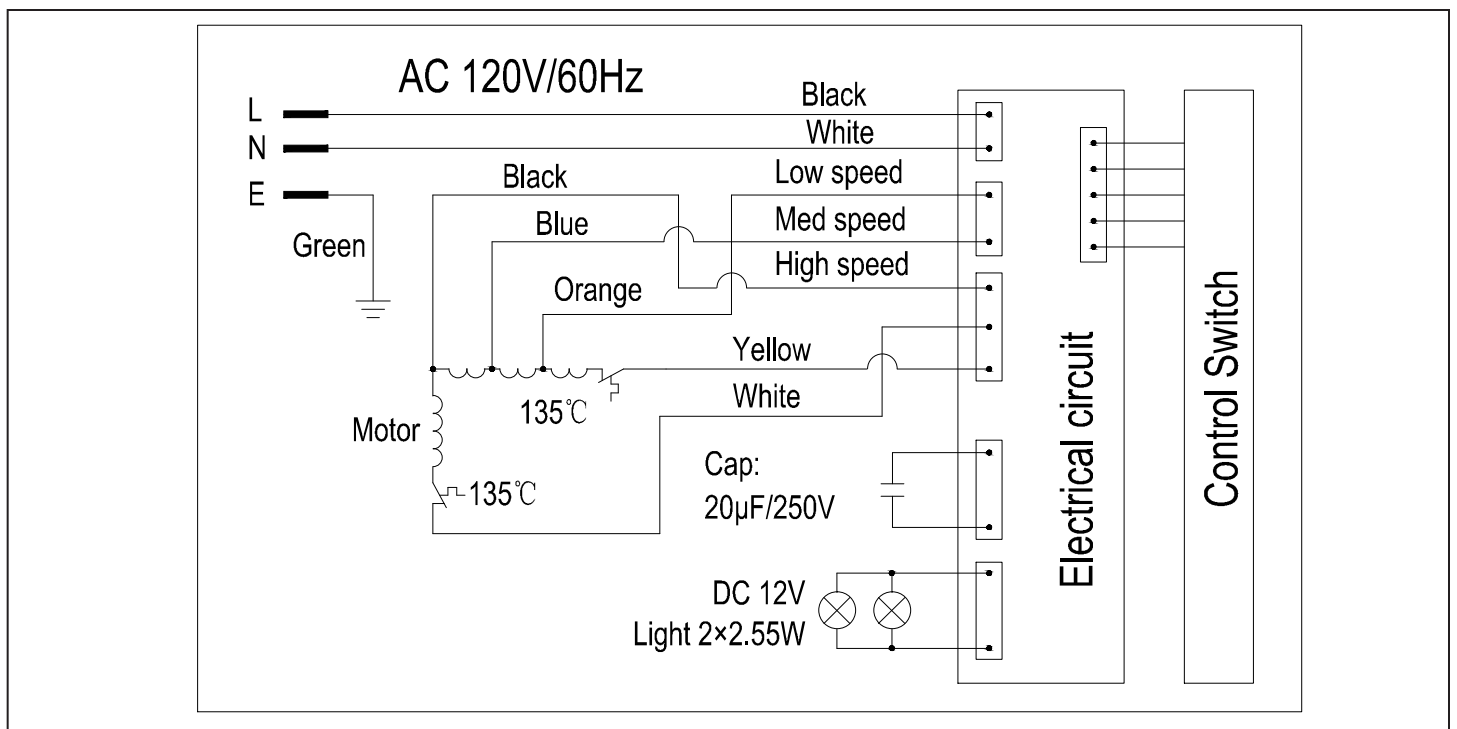 AC 120V/60Hz
L
Black
N
White
E
Black
Low speed
Green
Blue
Med speed
High speed
Orange
Yellow
135℃
White
Motor
135℃
Cap:
20μF/250V
DC 12V
Light 2×2.55W
Electrical circuit
Control Switch